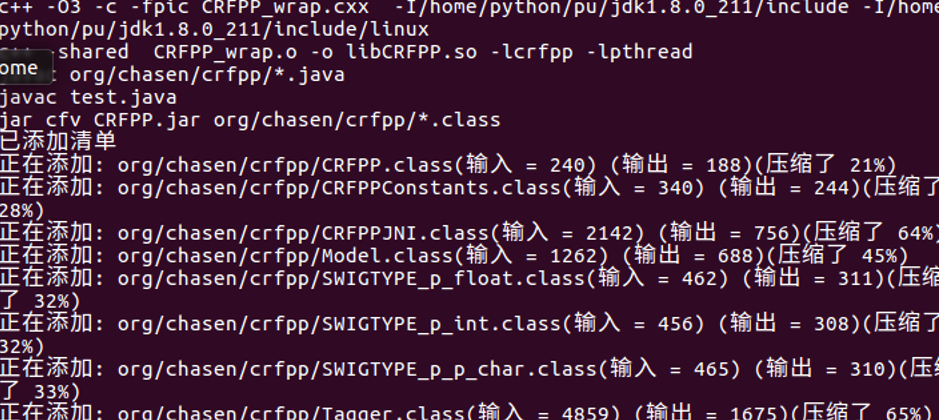 c++ -O3 -c -fpic CRFPP_wrap.cxx  -I/home/python/pu/jdk1.8.0_211/include -I/home
python/pu/jdk1.8.0_211/include/linux
-shared  CRFPP_wrap.o -o libCRFPP.so -lcrfpp -lpthread
ome
org/chasen/crfpp/*.java
javac test.java
jar cfv CRFPP.jar org/chasen/crfpp/*.class
已添加清单
正在添加: org/chasen/crfpp/CRFPP.class(输入 = 240) (输出 = 188)(压缩了 21%)
正在添加: org/chasen/crfpp/CRFPPConstants.class(输入 = 340) (输出 = 244)(压缩了
28%)
正在添加: org/chasen/crfpp/CRFPPJNI.class(输入 = 2142) (输出 = 756)(压缩了 64%)
正在添加: org/chasen/crfpp/Model.class(输入 = 1262) (输出 = 688)(压缩了 45%)
正在添加: org/chasen/crfpp/SWIGTYPE_p_float.class(输入 = 462) (输出 = 311)(压缩
了 32%)
正在添加: org/chasen/crfpp/SWIGTYPE_p_int.class(输入 = 456) (输出 = 308)(压缩了
32%)
正在添加: org/chasen/crfpp/SWIGTYPE_p_p_char.class(输入 = 465) (输出 = 310)(压缩
了 33%)
正在添加: org/chasen/crfpp/Tagger.class(输入 = 4859) (输出 = 1675)(压缩了 65%)